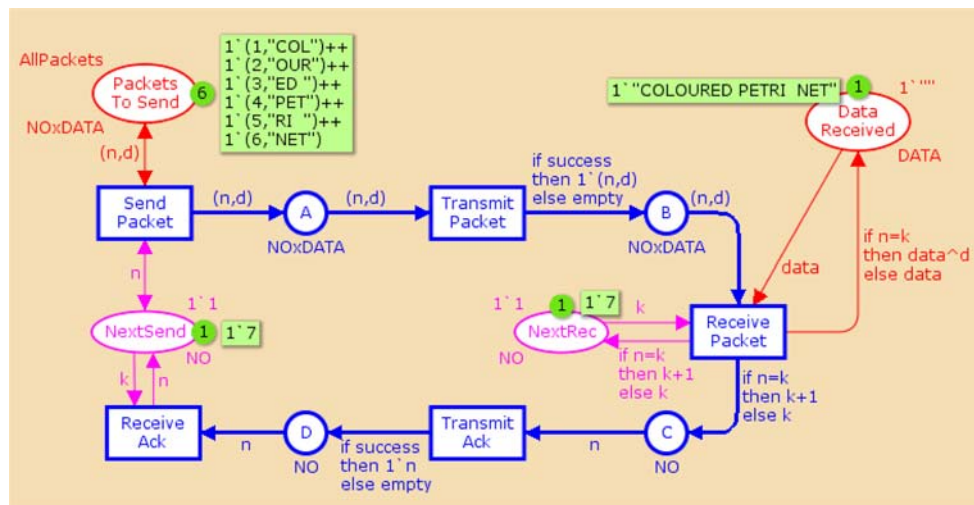 AllPackets
Packets
To Send
6
1`(1,"COL")++
1`(2,"OUR")++
1`(3,"ED ")++
1`(4,"PET")++
1`(5,"RI  ")++
1`(6,"NET")
NOxDATA
1`"COLOURED PETRI  NET"
1
1`""
Data
Received
DATA
(n,d)
Send
Packet
(n,d)
A
NOxDATA
(n,d)
Transmit
Packet
if success
then 1`(n,d)
else empty
B
NOxDATA
(n,d)
n
data
if n=k
then data^d
else data
1`1
NextSend
1
1`7
NO
1`1
1
1`7
NextRec
NO
k
if n=k
then k+1
else k
Receive
Packet
if n=k
then k+1
else k
k
n
Receive
Ack
n
D
NO
if success
then 1`n
else empty
Transmit
Ack
n
C
NO